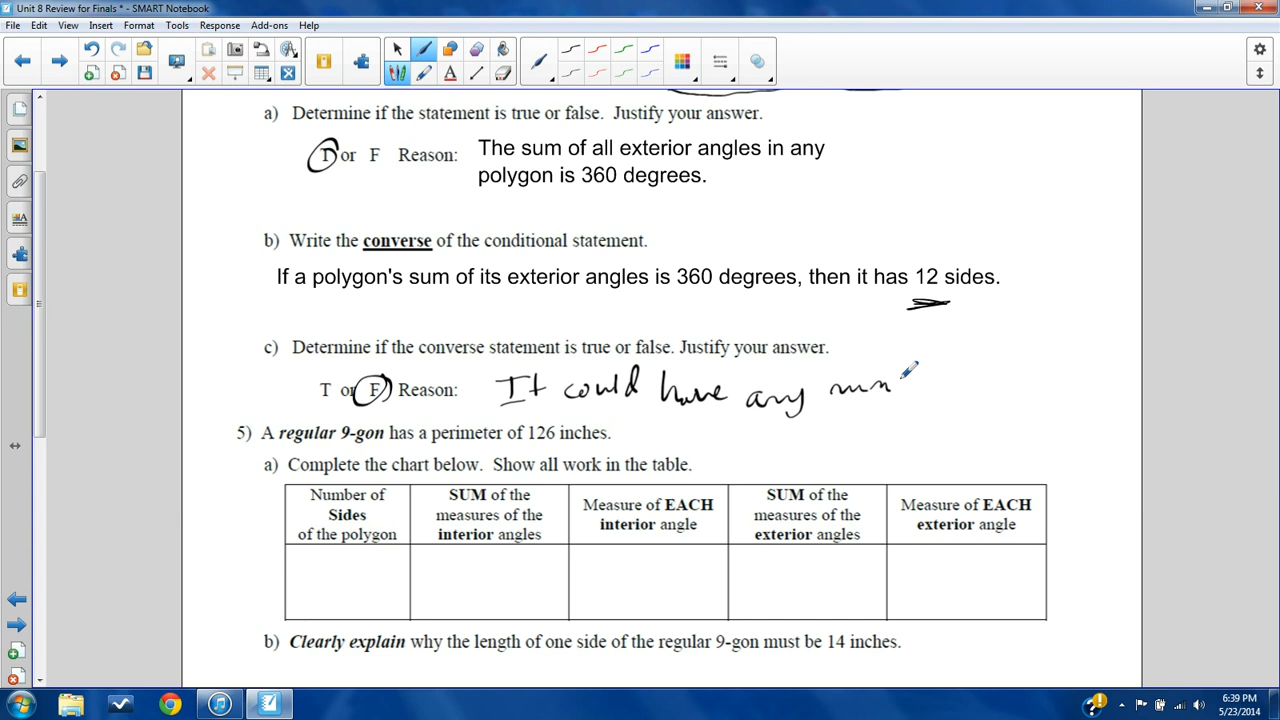 Unit 8 Review for Finals * - SMART Notebook
File Edit View Insert Format Tools Response Add-ons Help
a) Determine if the statement is true or false. Justify your answer.
T or F Reason: The sum of all exterior angles in any
polygon is 360 degrees.
b) Write the converse of the conditional statement.
If a polygon's sum of its exterior angles is 360 degrees, then it has 12 sides.
c) Determine if the converse statement is true or false. Justify your answer.
T or F Reason: It could have any num
5) A regular 9-gon has a perimeter of 126 inches.
a) Complete the chart below. Show all work in the table.
Number of Sides of the polygon
SUM of the measures of the interior angles
Measure of EACH interior angle
SUM of the measures of the exterior angles
Measure of EACH exterior angle
b) Clearly explain why the length of one side of the regular 9-gon must be 14 inches.
6:39 PM
5/23/2014